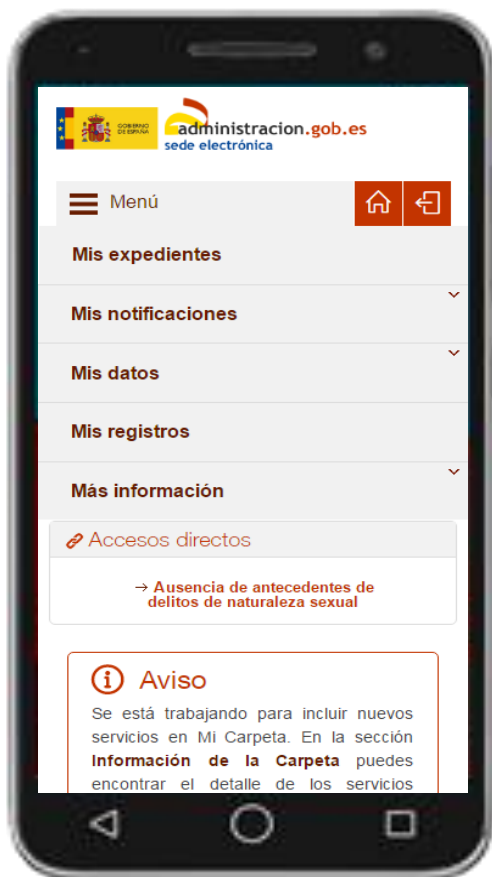 GOBIERNO
DE ESPAÑA
administracion.gob.es
sede electrónica
Menú
Mis expedientes
Mis notificaciones
Mis datos
Mis registros
Más información
Accesos directos
→ Ausencia de antecedentes de
delitos de naturaleza sexual
Aviso
Se está trabajando para incluir nuevos
servicios en Mi Carpeta. En la sección
Información de la Carpeta puedes
encontrar el detalle de los servicios